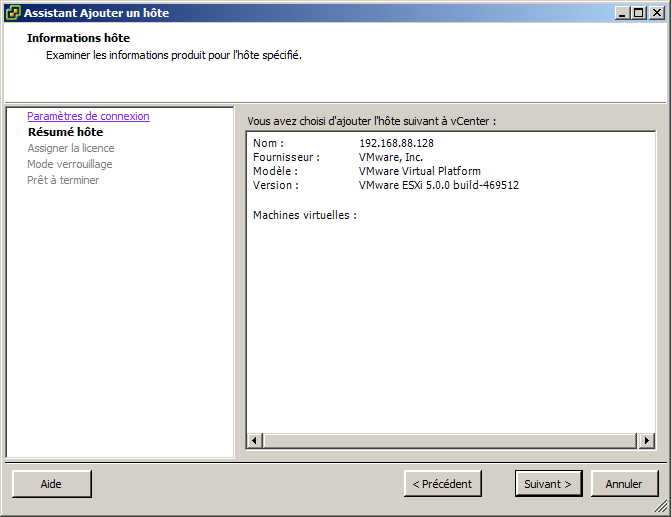 Assistant Ajouter un hôte
Informations hôte
Examiner les informations produit pour l'hôte spécifié.
Paramètres de connexion
Résumé hôte
Assigner la licence
Mode verrouillage
Prêt à terminer
Vous avez choisi d'ajouter l'hôte suivant à vCenter :
Nom : 192.168.88.128
Fournisseur : VMware, Inc.
Modèle : VMware Virtual Platform
Version : VMware ESXi 5.0.0 build-469512
Machines virtuelles :
Aide < Précédent Suivant > Annuler